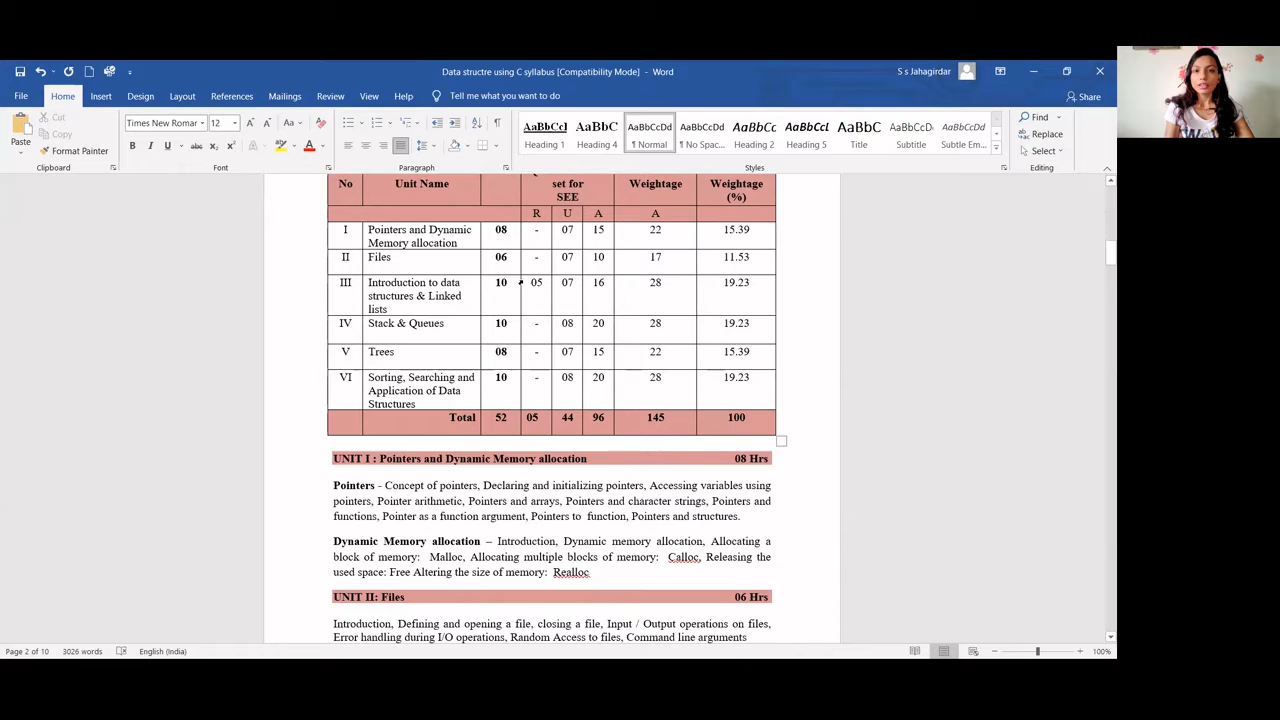 Data structre using C syllabus [Compatibility Mode] - Word
S s Jahagirdar
File Home Insert Design Layout References Mailings Review View Help Tell me what you want to do Share
Paste
Cut
Copy
Format Painter
Clipboard
Times New Romar 12
Font
Paragraph
AaBbCcI AaBbC AaBbCcDd AaBbCcDd AaBbCc AaBbCcl AaBbC AaBbCcDd AaBbCcDd
Heading 1 Heading 4 ¶ Normal ¶ No Spac... Heading 2 Heading 5 Title Subtitle Subtle Em...
Styles
Find
Replace
Select
Editing
No Unit Name set for SEE Weightage Weightage (%)
R U A A
I Pointers and Dynamic Memory allocation 08 - 07 15 22 15.39
II Files 06 - 07 10 17 11.53
III Introduction to data structures & Linked lists 10 05 07 16 28 19.23
IV Stack & Queues 10 - 08 20 28 19.23
V Trees 08 - 07 15 22 15.39
VI Sorting, Searching and Application of Data Structures 10 - 08 20 28 19.23
Total 52 05 44 96 145 100
UNIT I : Pointers and Dynamic Memory allocation 08 Hrs
Pointers - Concept of pointers, Declaring and initializing pointers, Accessing variables using
pointers, Pointer arithmetic, Pointers and arrays, Pointers and character strings, Pointers and
functions, Pointer as a function argument, Pointers to function, Pointers and structures.
Dynamic Memory allocation – Introduction, Dynamic memory allocation, Allocating a
block of memory: Malloc, Allocating multiple blocks of memory: Calloc, Releasing the
used space: Free Altering the size of memory: Realloc
UNIT II: Files 06 Hrs
Introduction, Defining and opening a file, closing a file, Input / Output operations on files,
Error handling during I/O operations, Random Access to files, Command line arguments
Page 2 of 10 3026 words English (India) 100%